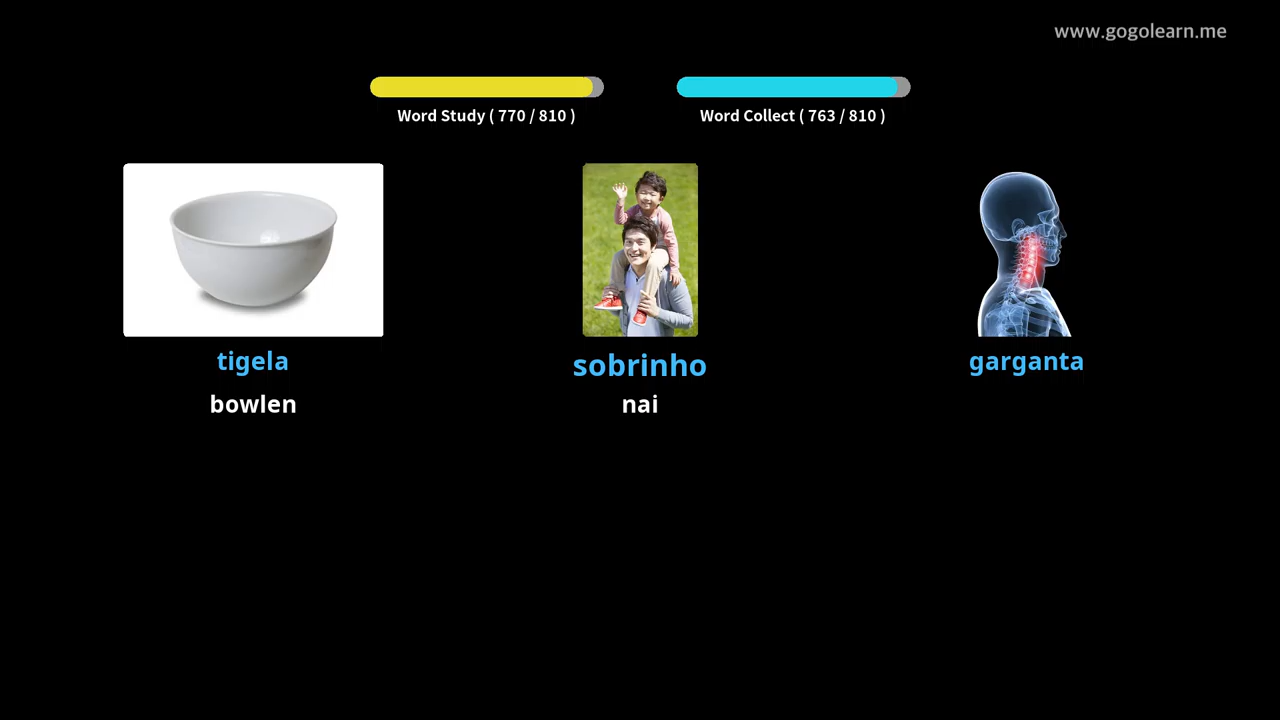 www.gogolearn.me
Word Study ( 770 / 810 )
Word Collect ( 763 / 810 )
tigela
sobrinho
garganta
bowlen
nai